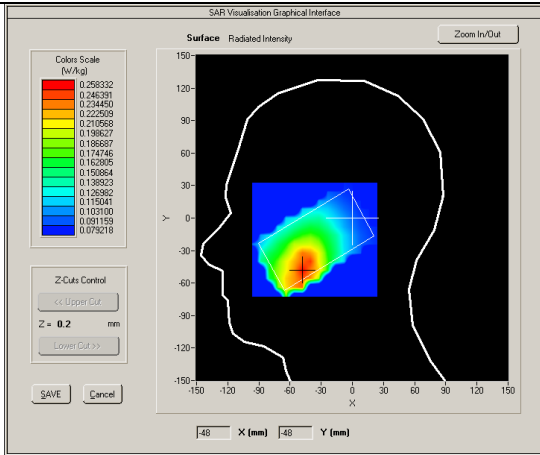 SAR Visualisation Graphical Interface
Surface Radiated Intensity
Zoom In/Out
Colors Scale
(W/kg)
0.258332
0.246391
0.234450
0.222509
0.210568
0.198627
0.186687
0.174746
0.162805
0.150864
0.138923
0.126982
0.115041
0.103100
0.091159
0.079218
Z-Cuts Control
<< Upper Cut
Z = 0.2 mm
Lower Cut >>
SAVE Cancel
150-
120-
90-
60-
30-
0-
-30-
-60-
-90-
-120-
-150-
Y
-150 -120 -90 -60 -30 0 30 60 90 120 150
X
-48 X (mm) -48 Y (mm)